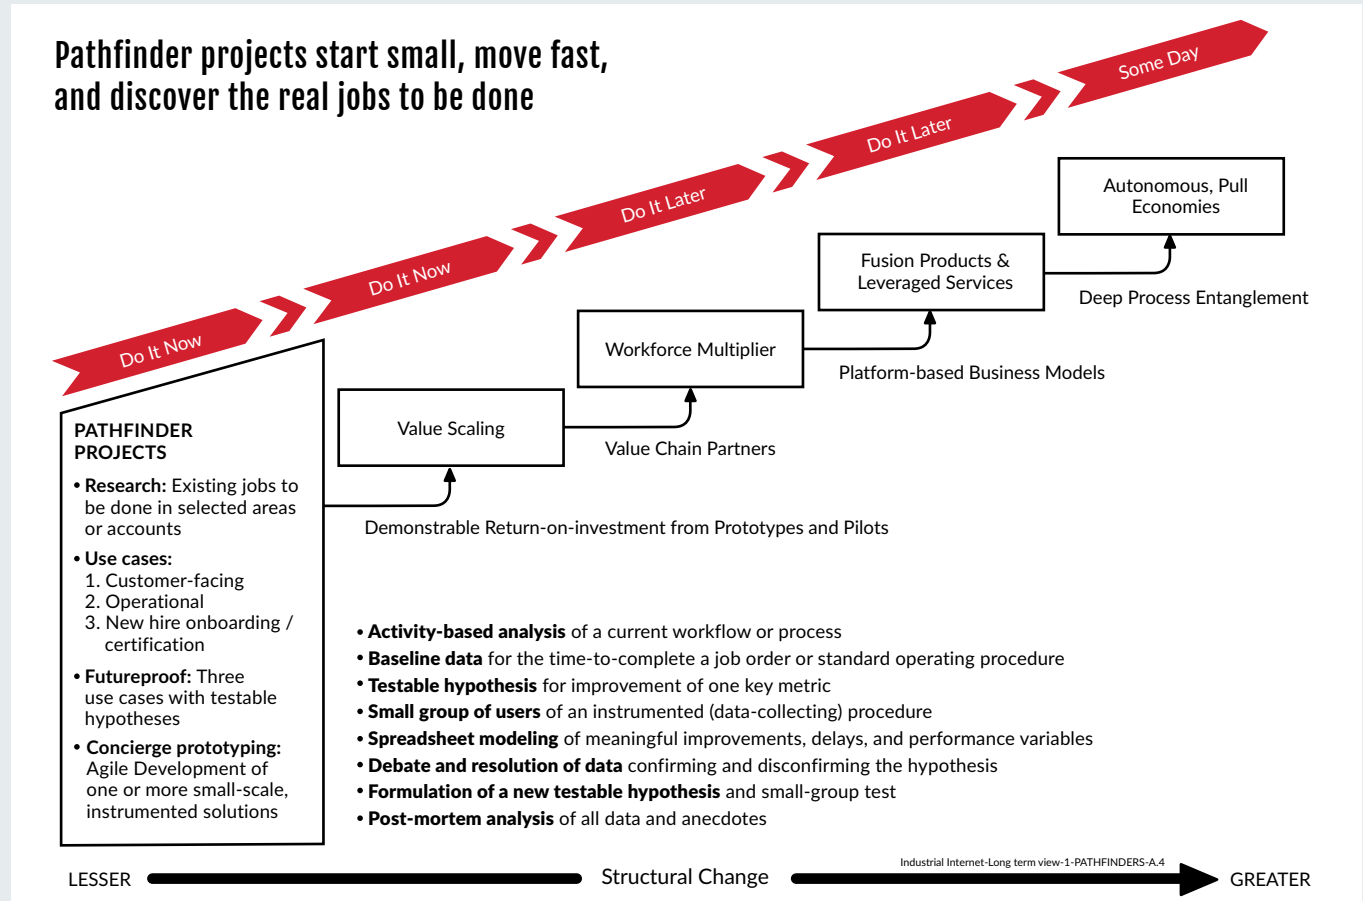 Pathfinder projects start small, move fast,
and discover the real jobs to be done
Some Day
Do It Later
Do It Later
Do It Now
Do It Now
Autonomous, Pull
Economies
Deep Process Entanglement
Fusion Products &
Leveraged Services
Platform-based Business Models
Workforce Multiplier
Value Chain Partners
Value Scaling
Demonstrable Return-on-investment from Prototypes and Pilots
PATHFINDER
PROJECTS
• Research: Existing jobs to
be done in selected areas
or accounts
• Use cases:
1. Customer-facing
2. Operational
3. New hire onboarding /
certification
• Futureproof: Three
use cases with testable
hypotheses
• Concierge prototyping:
Agile Development of
one or more small-scale,
instrumented solutions
• Activity-based analysis of a current workflow or process
• Baseline data for the time-to-complete a job order or standard operating procedure
• Testable hypothesis for improvement of one key metric
• Small group of users of an instrumented (data-collecting) procedure
• Spreadsheet modeling of meaningful improvements, delays, and performance variables
• Debate and resolution of data confirming and disconfirming the hypothesis
• Formulation of a new testable hypothesis and small-group test
• Post-mortem analysis of all data and anecdotes
Industrial Internet-Long term view-1-PATHFINDERS-A.4
LESSER
Structural Change
GREATER